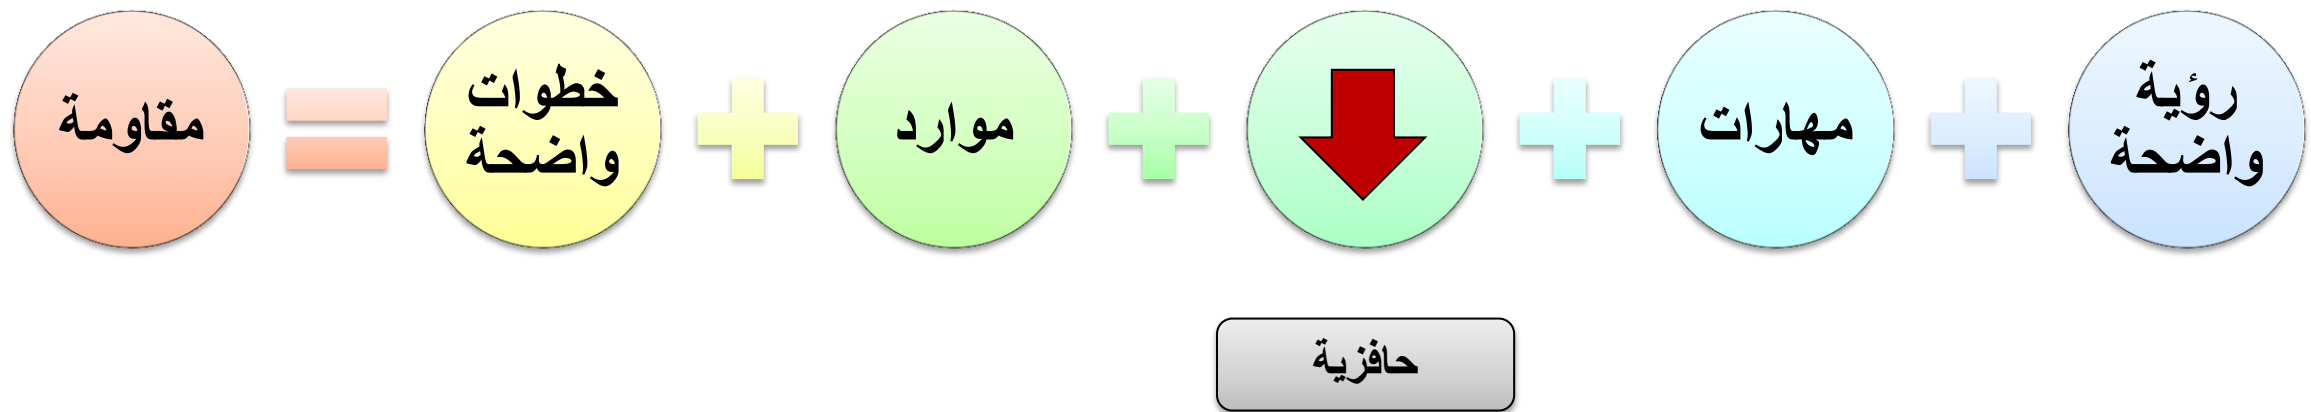 رؤية
واضحة
مهارات
موارد
خطوات
واضحة
مقاومة
حافزية